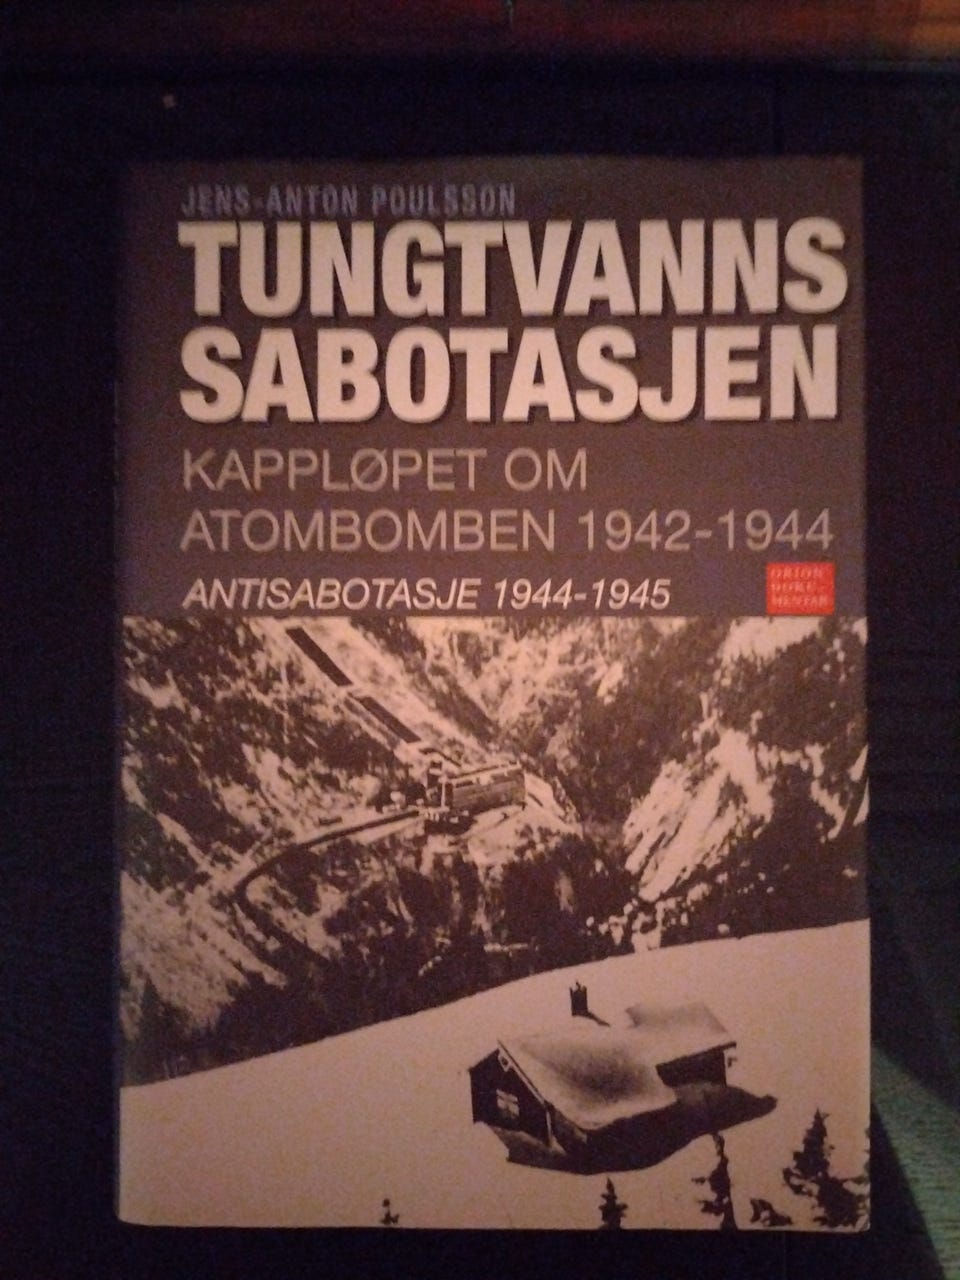 JENS-ANTON POULSSON
TUNGTVANNS
SABOTASJEN
KAPPLØPET OM
ATOMBOMBEN 1942-1944
ANTISABOTASJE 1944-1945
ORION
DOKU-
MENTAR